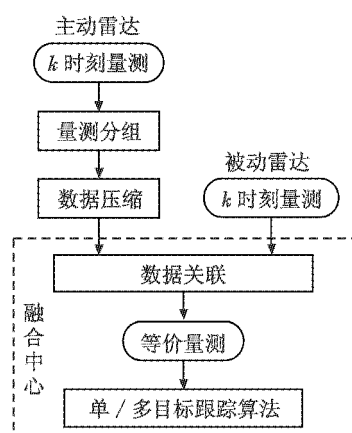 主动雷达
k 时刻量测
量测分组
数据压缩
被动雷达
k 时刻量测
融合中心
数据关联
等价量测
单/多目标跟踪算法